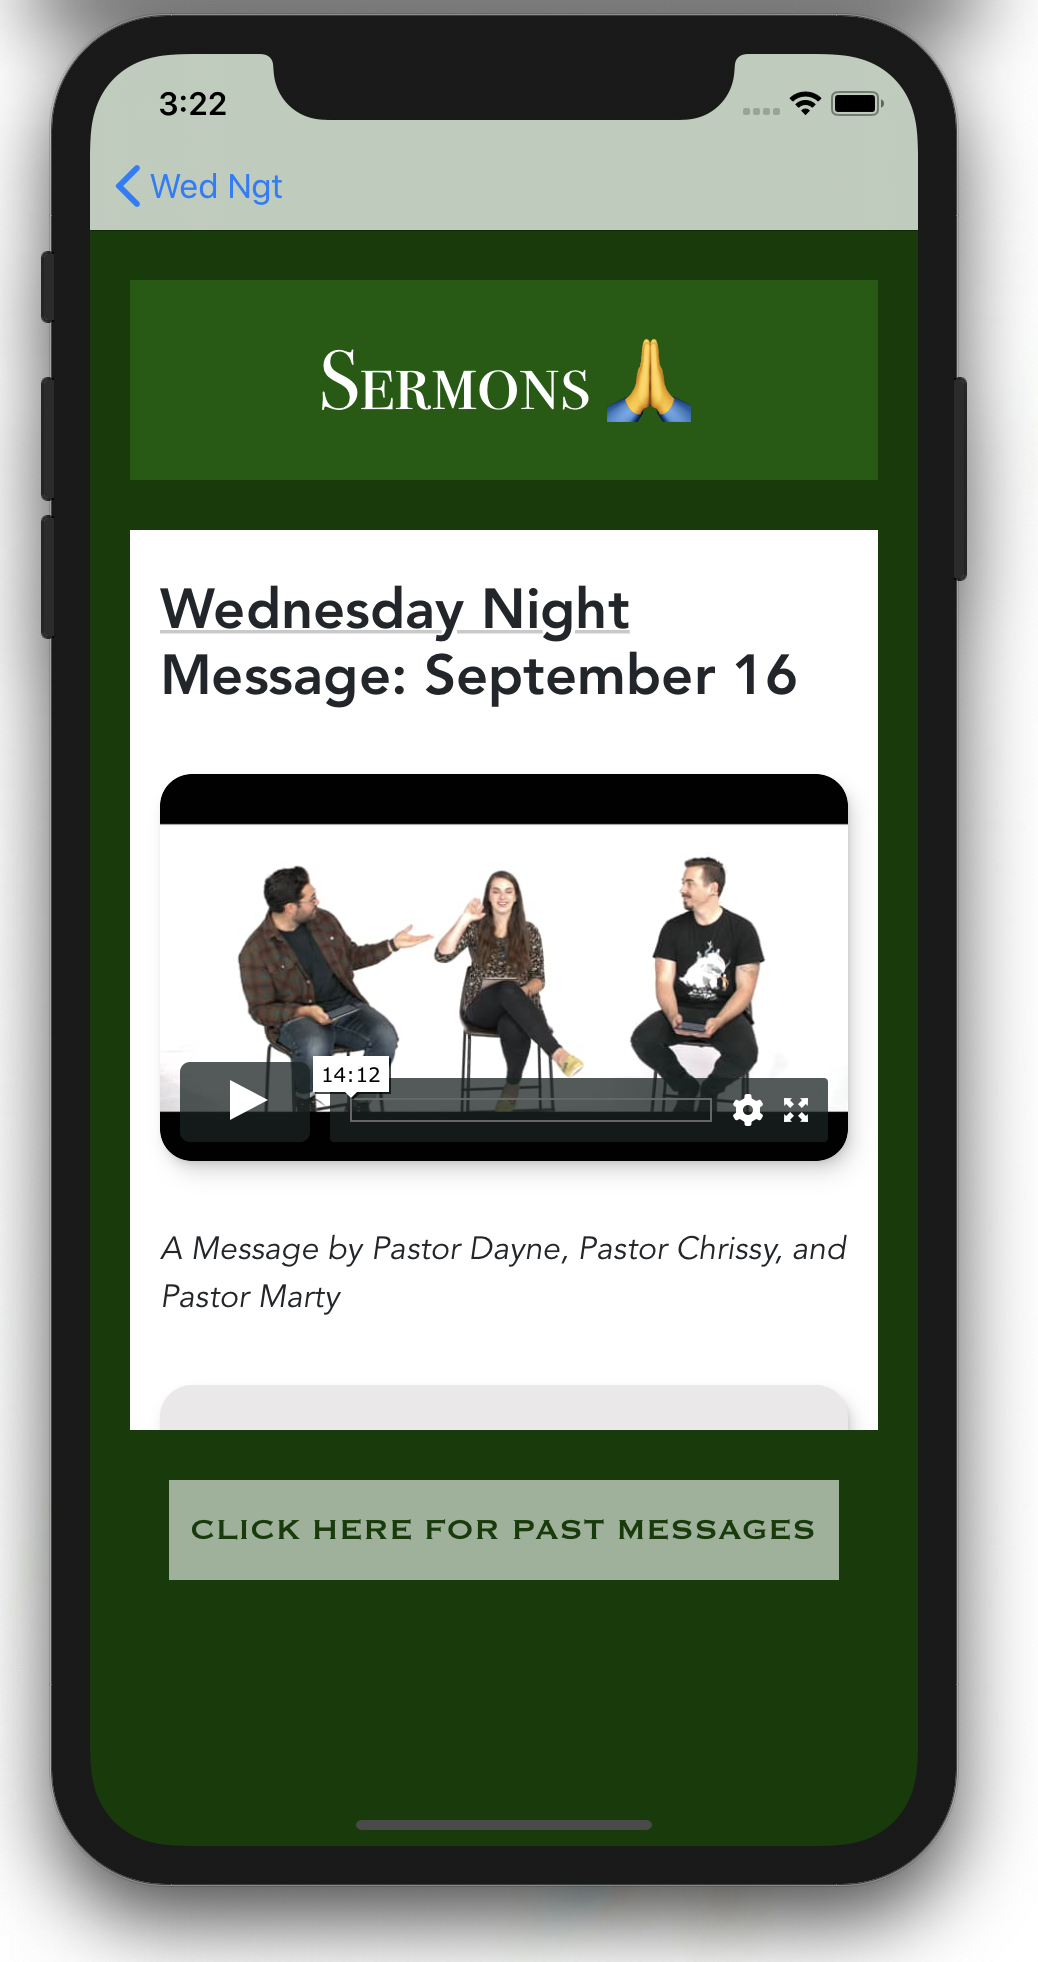 3:22
Wed Ngt
Sermons 🙏
Wednesday Night
Message: September 16
14:12
A Message by Pastor Dayne, Pastor Chrissy, and
Pastor Marty
CLICK HERE FOR PAST MESSAGES